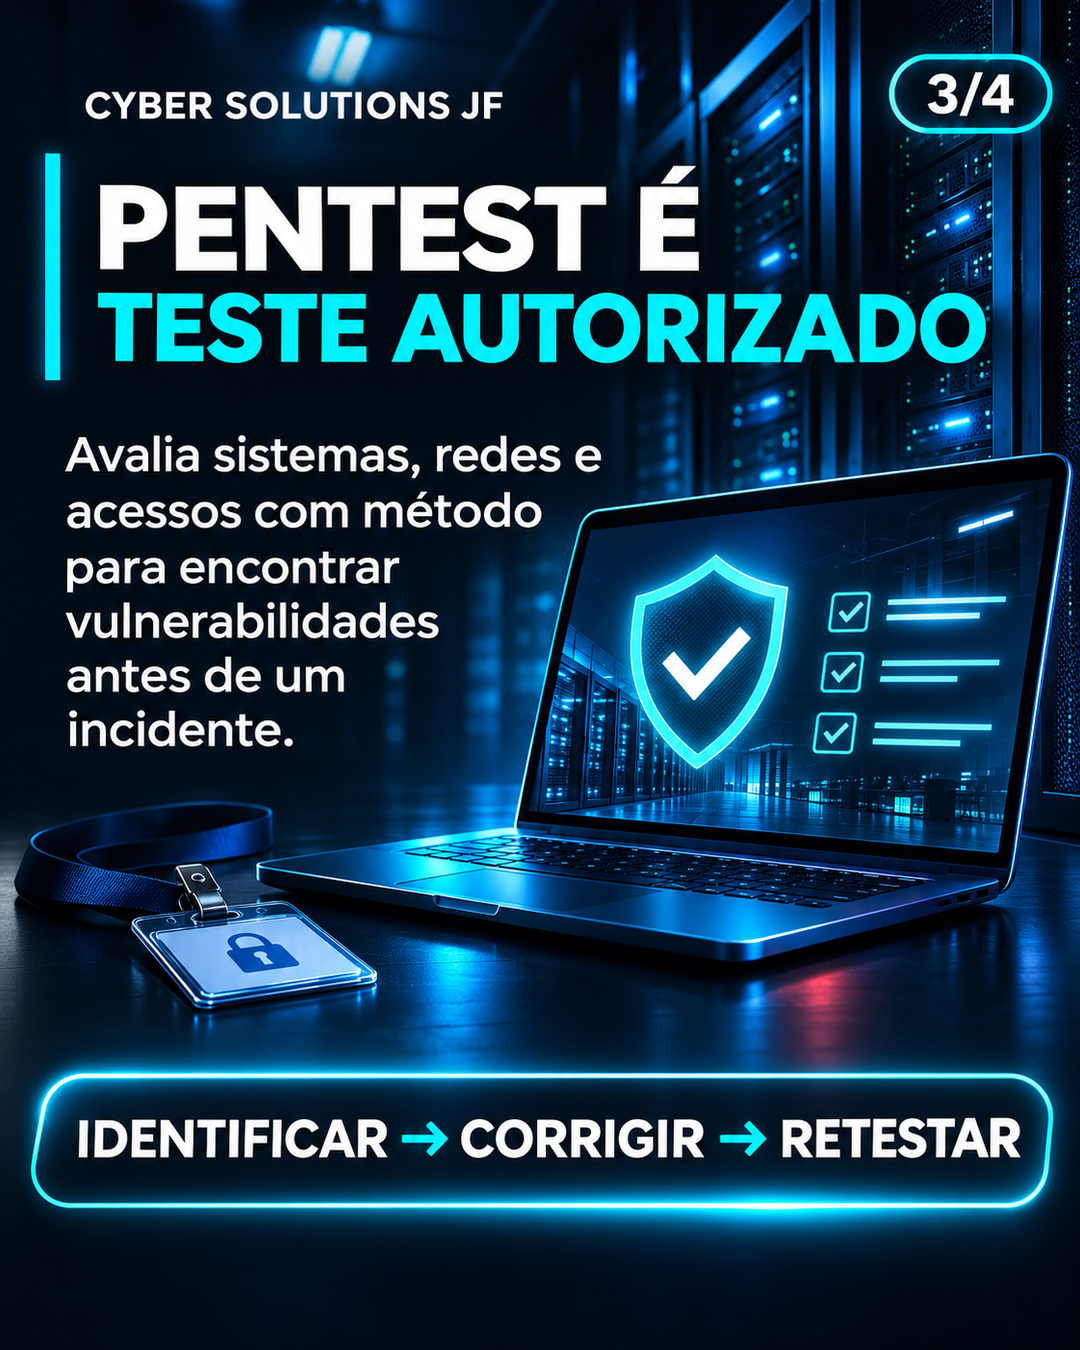 CYBER SOLUTIONS JF
3/4
PENTEST É
TESTE AUTORIZADO
Avalia sistemas, redes e
acessos com método
para encontrar
vulnerabilidades
antes de um
incidente.
IDENTIFICAR → CORRIGIR → RETESTAR